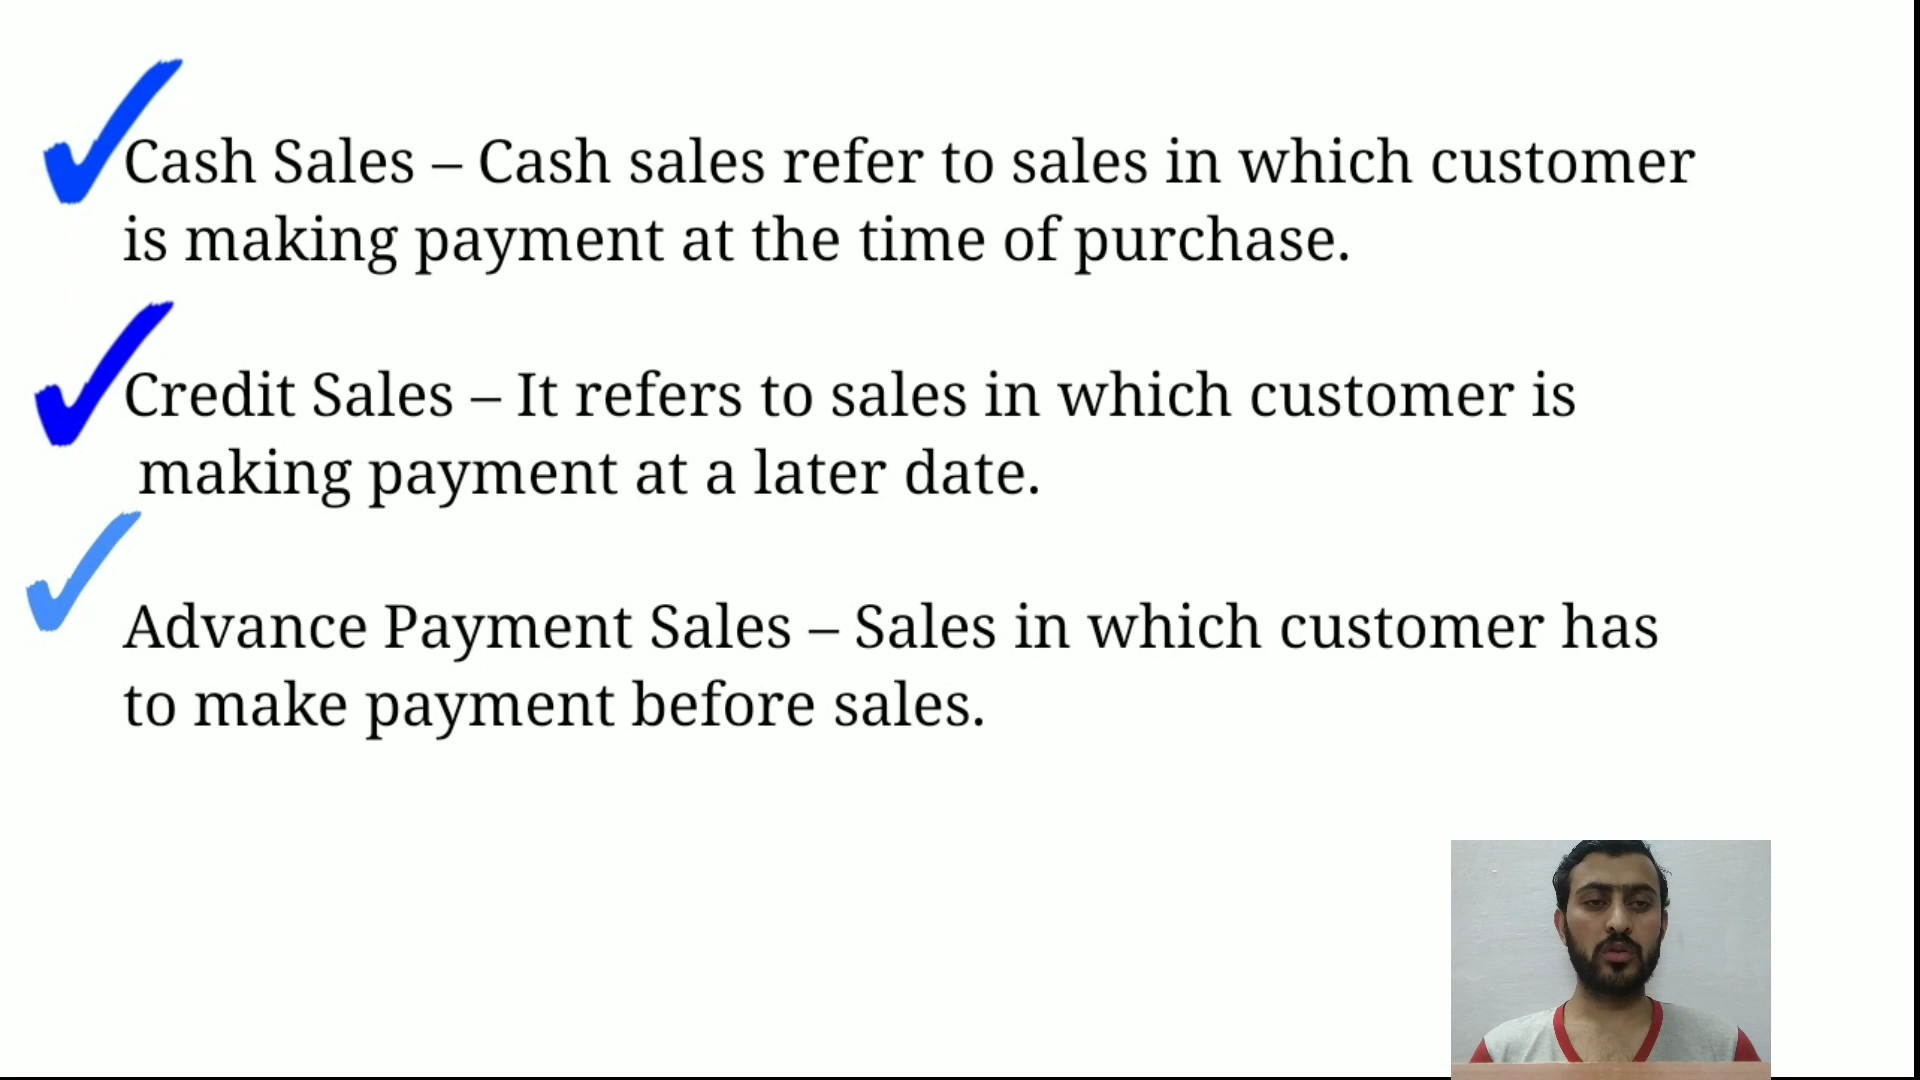 Cash Sales – Cash sales refer to sales in which customer
is making payment at the time of purchase.
Credit Sales – It refers to sales in which customer is
making payment at a later date.
Advance Payment Sales – Sales in which customer has
to make payment before sales.